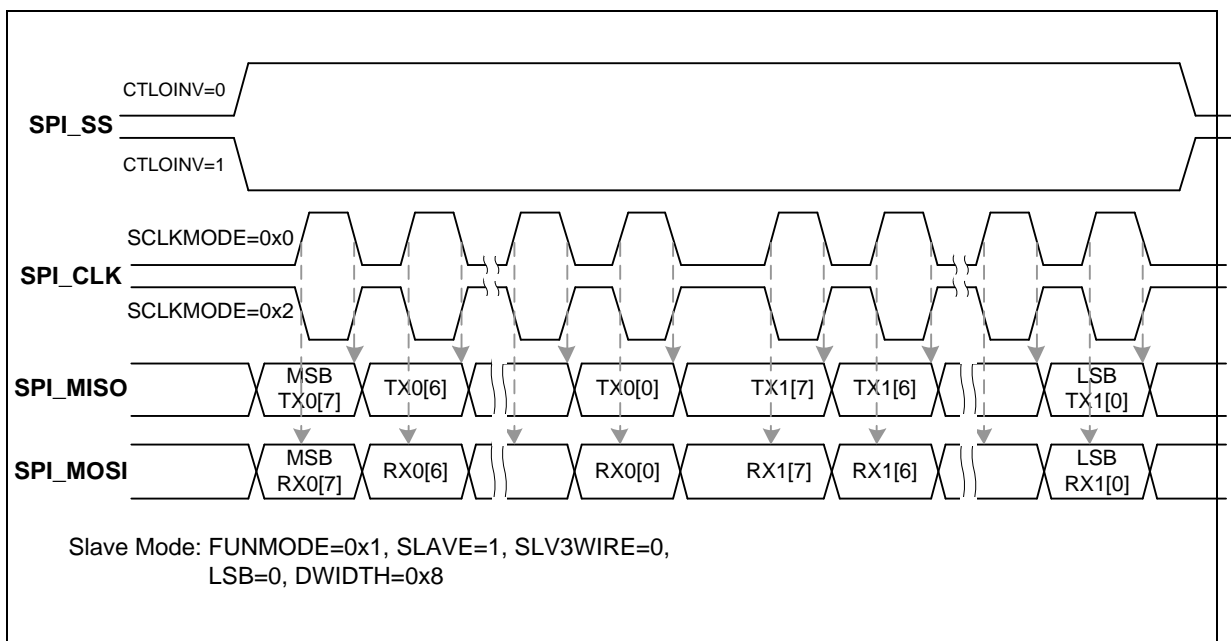 CTLOINV=0
SPI_SS
CTLOINV=1
SCLKMODE=0x0
SPI_CLK
SCLKMODE=0x2
SPI_MISO
MSB
TX0[7]
TX0[6]
TX0[0]
TX1[7]
TX1[6]
LSB
TX1[0]
SPI_MOSI
MSB
RX0[7]
RX0[6]
RX0[0]
RX1[7]
RX1[6]
LSB
RX1[0]
Slave Mode: FUNMODE=0x1, SLAVE=1, SLV3WIRE=0,
LSB=0, DWIDTH=0x8